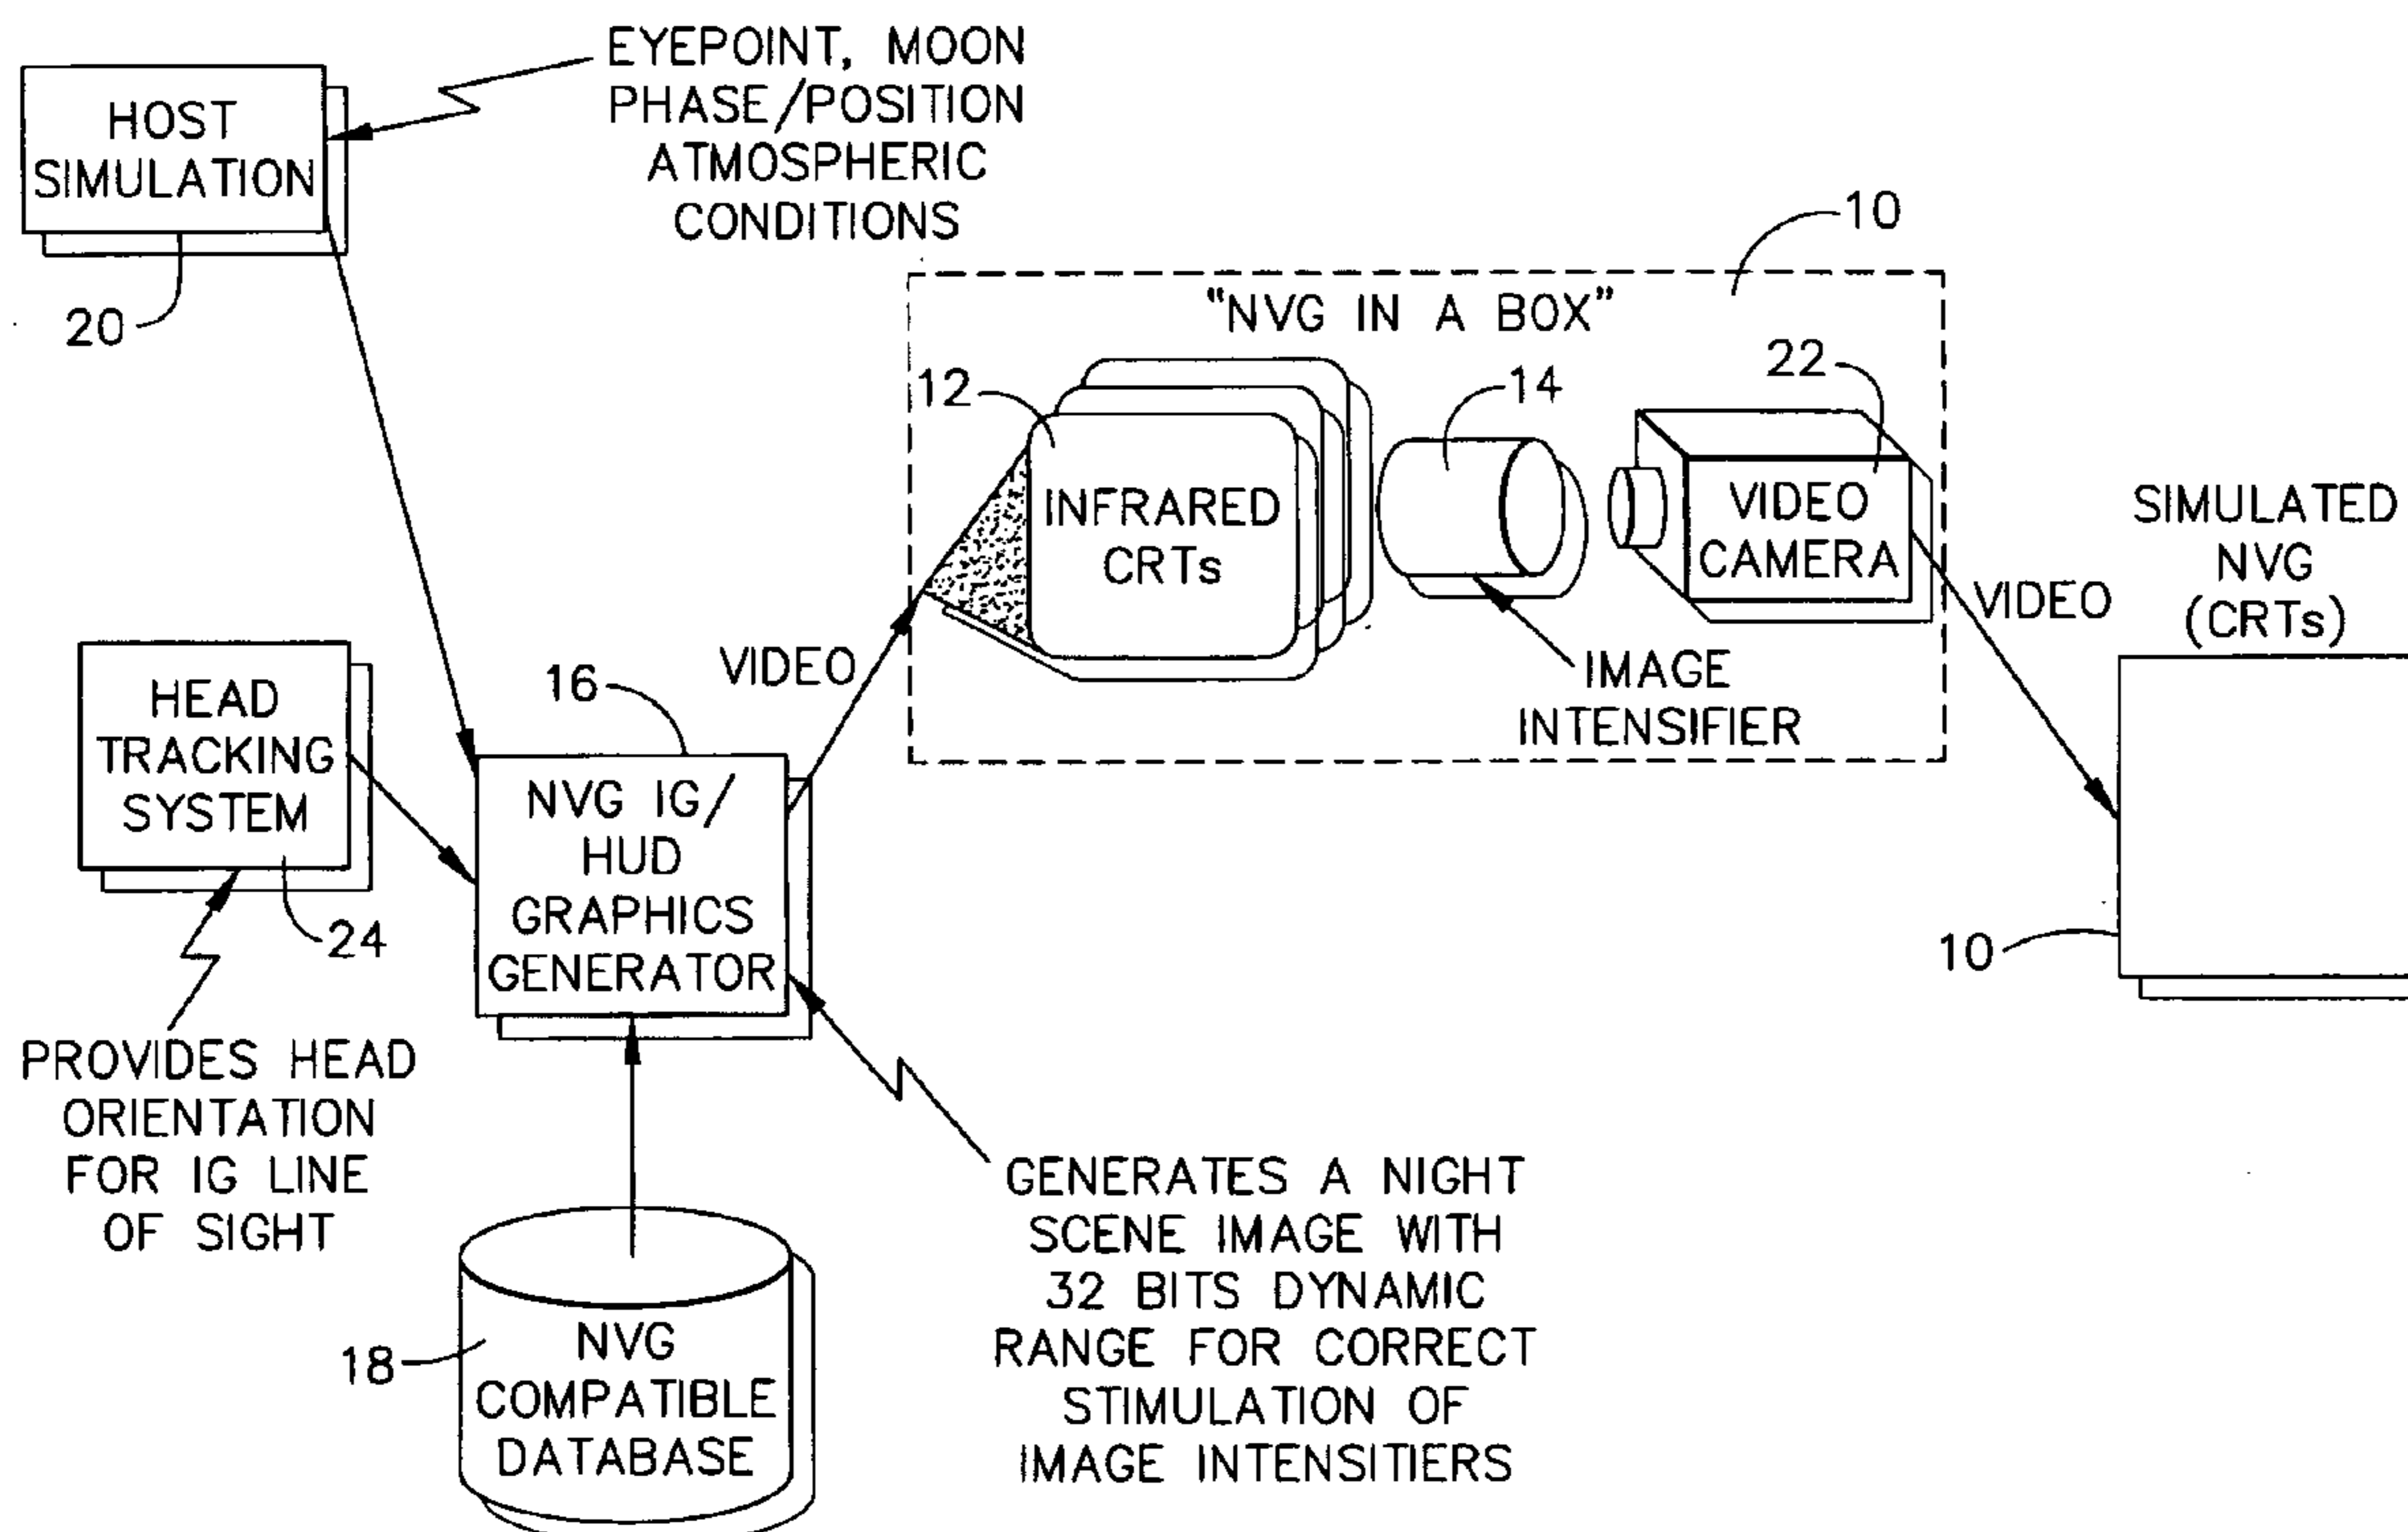 EYEPOINT, MOON
PHASE/POSITION
ATMOSPHERIC
CONDITIONS
HOST
SIMULATION
20
10
"NVG IN A BOX"
12
INFRARED
CRTs
14
22
VIDEO
CAMERA
IMAGE
INTENSIFIER
SIMULATED
NVG
(CRTs)
VIDEO
10
HEAD
TRACKING
SYSTEM
24
PROVIDES HEAD
ORIENTATION
FOR IG LINE
OF SIGHT
16
VIDEO
NVG IG/
HUD
GRAPHICS
GENERATOR
18
NVG
COMPATIBLE
DATABASE
GENERATES A NIGHT
SCENE IMAGE WITH
32 BITS DYNAMIC
RANGE FOR CORRECT
STIMULATION OF
IMAGE INTENSITIERS